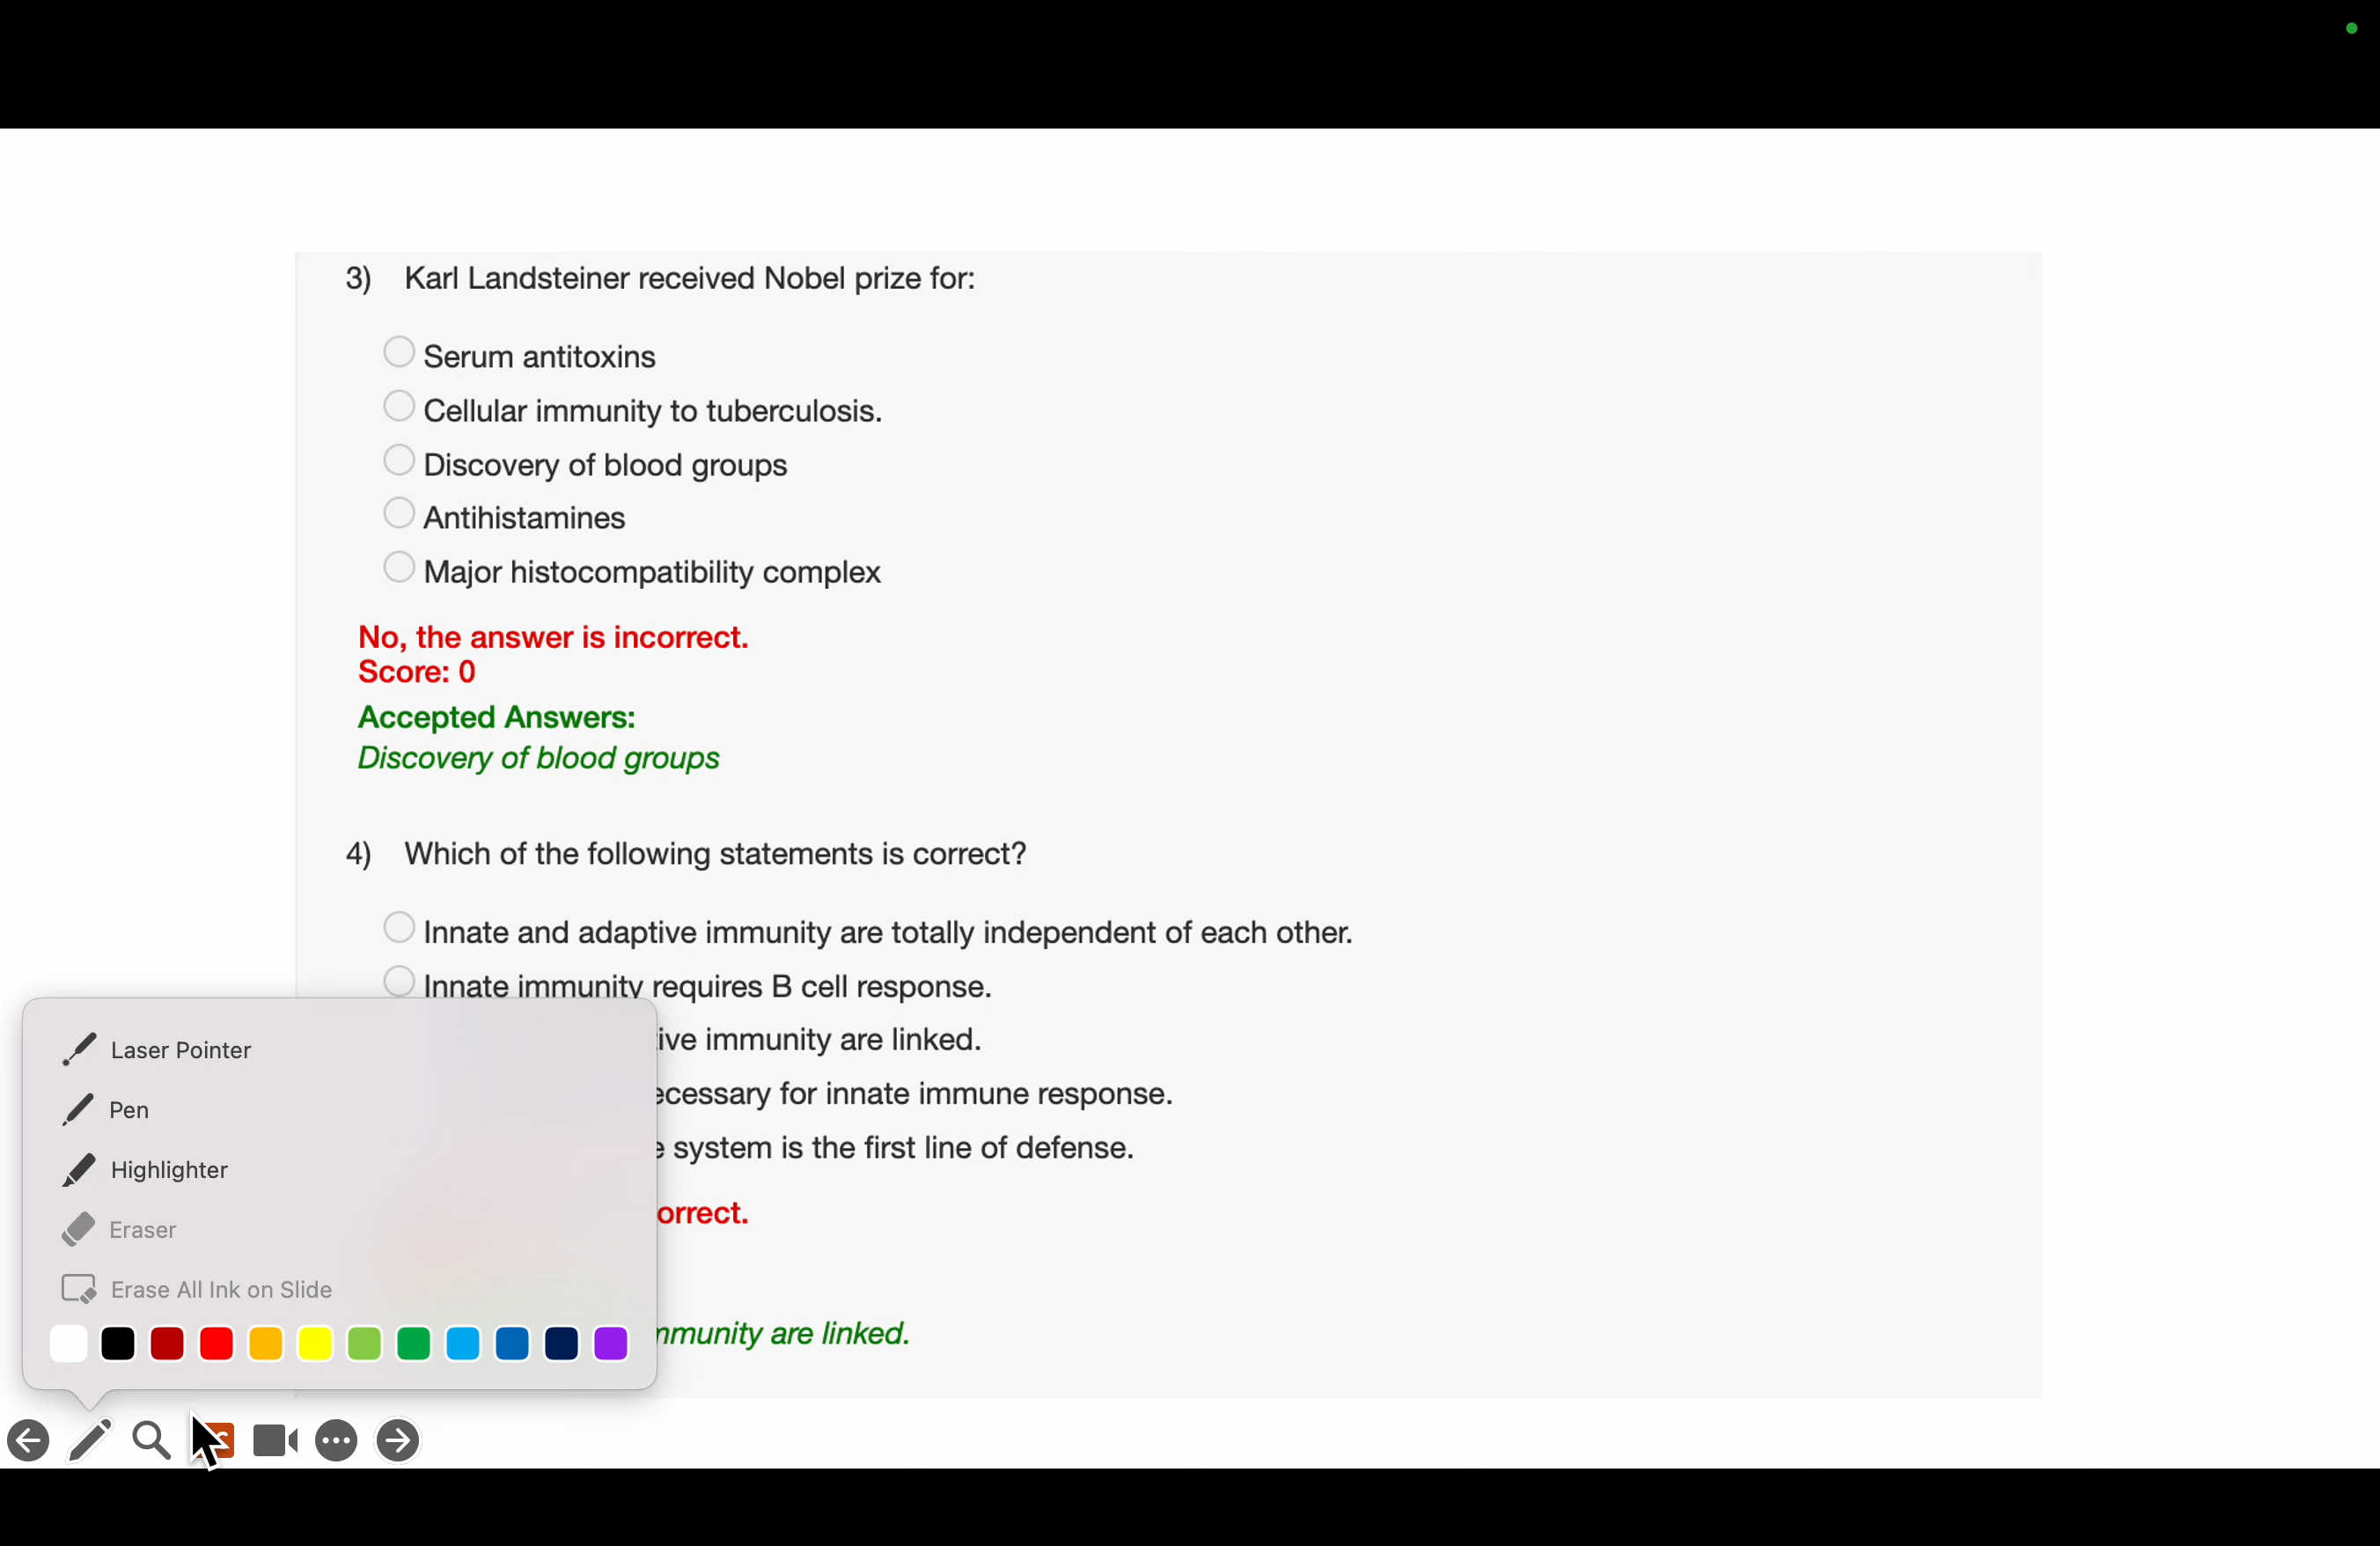 3) Karl Landsteiner received Nobel prize for:
Serum antitoxins
Cellular immunity to tuberculosis.
Discovery of blood groups
Antihistamines
Major histocompatibility complex
No, the answer is incorrect.
Score: 0
Accepted Answers:
Discovery of blood groups
4) Which of the following statements is correct?
Innate and adaptive immunity are totally independent of each other.
Innate immunity requires B cell response.
immunity are linked.
for innate immune response.
system is the first line of defense.
immunity are linked.
Laser Pointer
Pen
Highlighter
Eraser
Erase All Ink on Slide